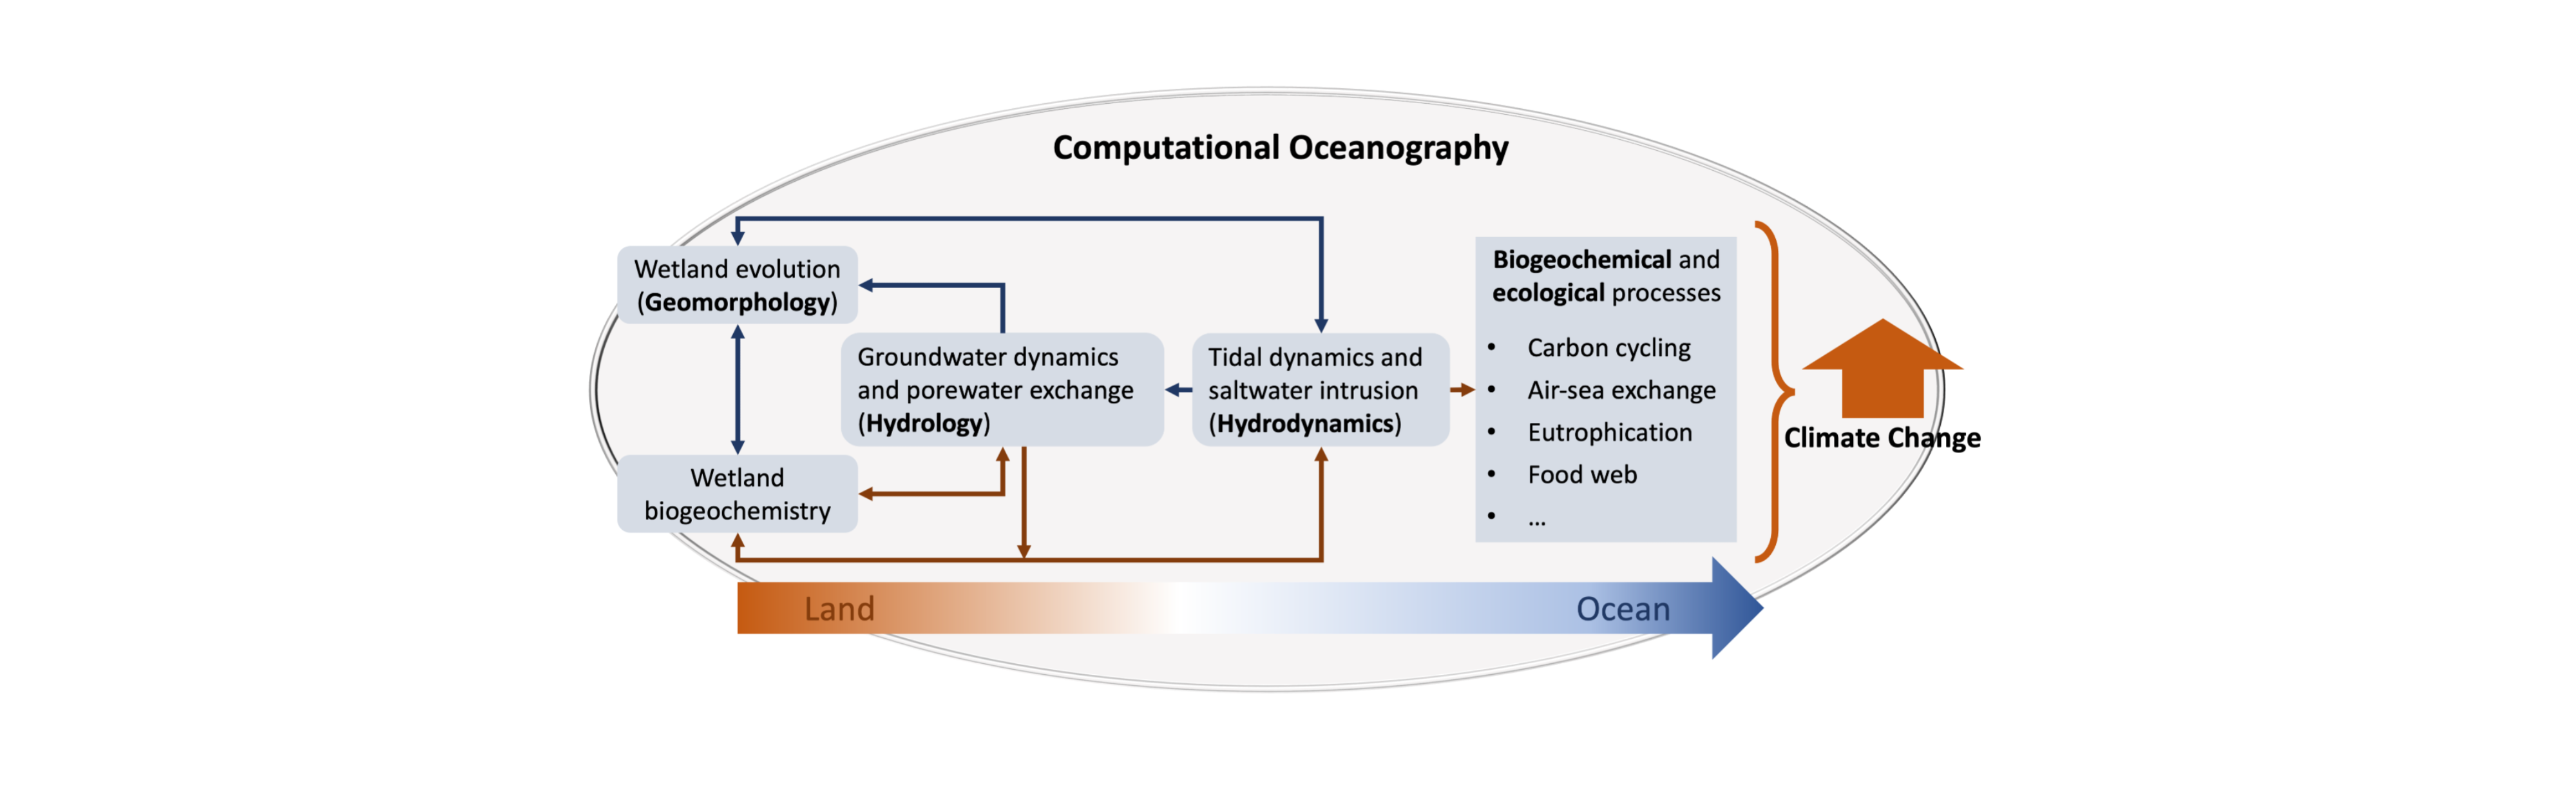 Computational Oceanography
Wetland evolution
(Geomorphology)
Groundwater dynamics
and porewater exchange
(Hydrology)
Tidal dynamics and
saltwater intrusion
(Hydrodynamics)
Wetland
biogeochemistry
Biogeochemical and
ecological processes
• Carbon cycling
• Air-sea exchange
• Eutrophication
• Food web
• ...
Climate Change
Land
Ocean